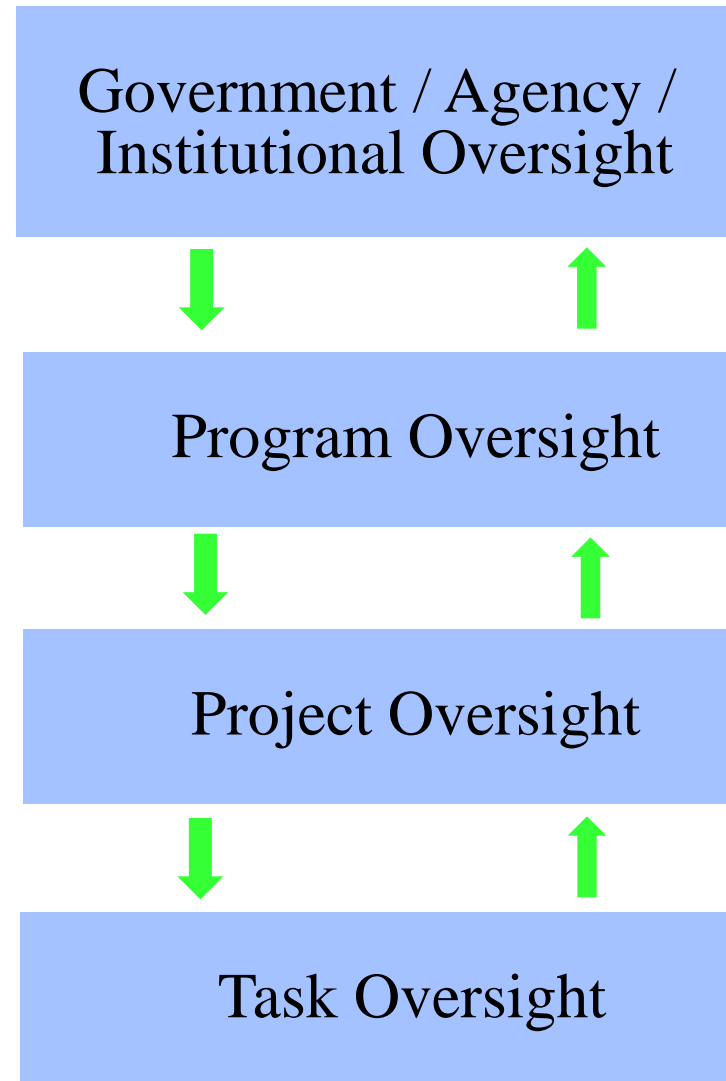 Government / Agency /
Institutional Oversight
Program Oversight
Project Oversight
Task Oversight